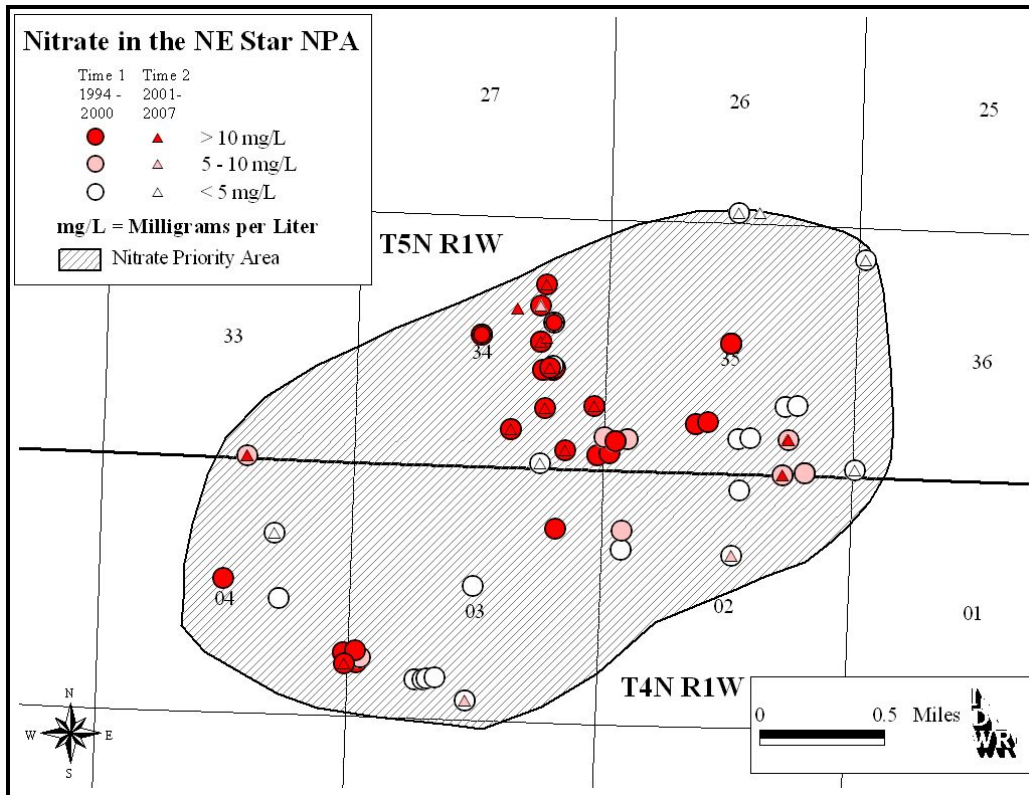 Nitrate in the NE Star NPA
Time 1 Time 2
1994 - 2001-
2000 2007
> 10 mg/L
5 - 10 mg/L
< 5 mg/L
mg/L = Milligrams per Liter
Nitrate Priority Area
27
26
25
T5N R1W
33
34
35
36
04
03
02
01
T4N R1W
0 0.5 Miles
N
W E
S
IDWR